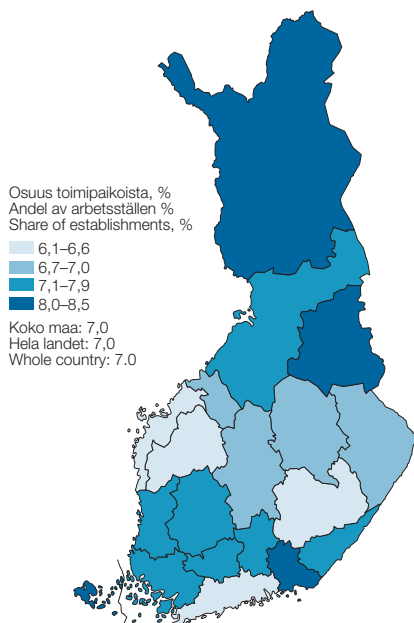 Osuus toimipaikoista, %
Andel av arbetsställen %
Share of establishments, %
6,1–6,6
6,7–7,0
7,1–7,9
8,0–8,5
Koko maa: 7,0
Hela landet: 7,0
Whole country: 7.0